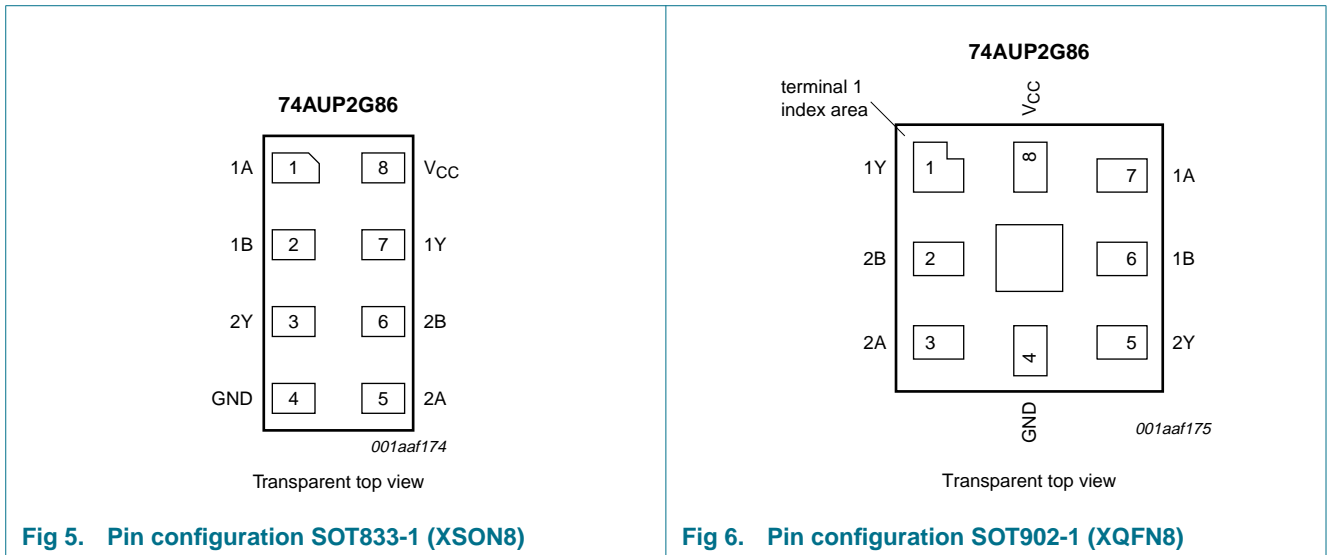 74AUP2G86
1A 1 8 VCC
1B 2 7 1Y
2Y 3 6 2B
GND 4 5 2A
001aaf174
Transparent top view
Fig 5. Pin configuration SOT833-1 (XSON8)
74AUP2G86
terminal 1
index area
VCC
1Y 1 8 7 1A
2B 2 6 1B
2A 3 4 5 2Y
GND
001aaf175
Transparent top view
Fig 6. Pin configuration SOT902-1 (XQFN8)